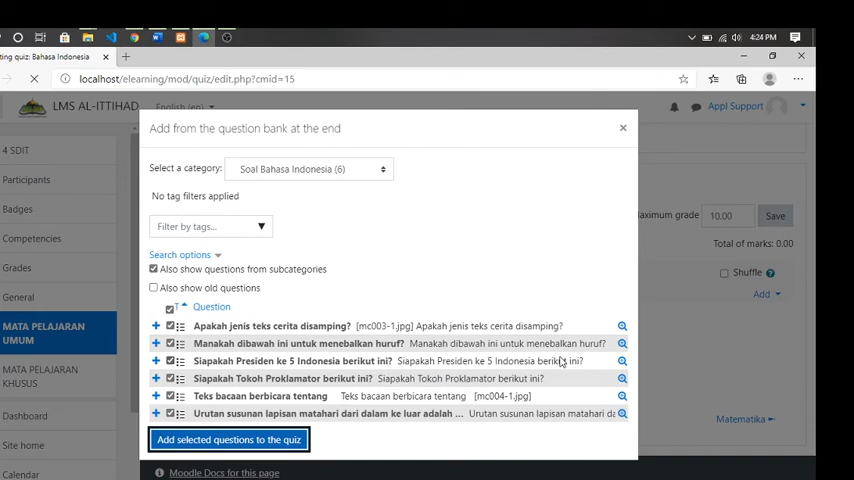 4:24 PM
ting quiz: Bahasa Indonesia × +
localhost/elearning/mod/quiz/edit.php?cmid=15
LMS AL-ITTIHAD English (en)
Appl Support
4 SDIT
Participants
Badges
Competencies
Grades
General
MATA PELAJARAN
UMUM
MATA PELAJARAN
KHUSUS
Dashboard
Site home
Calendar
Add from the question bank at the end ×
Select a category: Soal Bahasa Indonesia (6)
No tag filters applied
Filter by tags... ▼
Search options
Also show questions from subcategories
Also show old questions
T Question
Apakah jenis teks cerita disamping? [mc003-1.jpg] Apakah jenis teks cerita disamping?
Manakah dibawah ini untuk menebalkan huruf? Manakah dibawah ini untuk menebalkan huruf?
Siapakah Presiden ke 5 Indonesia berikut ini? Siapakah Presiden ke 5 Indonesia berikut ini?
Siapakah Tokoh Proklamator berikut ini? Siapakah Tokoh Proklamator berikut ini?
Teks bacaan berbicara tentang Teks bacaan berbicara tentang [mc004-1.jpg]
Urutan susunan lapisan matahari dari dalam ke luar adalah ... Urutan susunan lapisan matahari da
Add selected questions to the quiz
aximum grade 10.00 Save
Total of marks: 0.00
Shuffle
Add
Matematika
Moodle Docs for this page